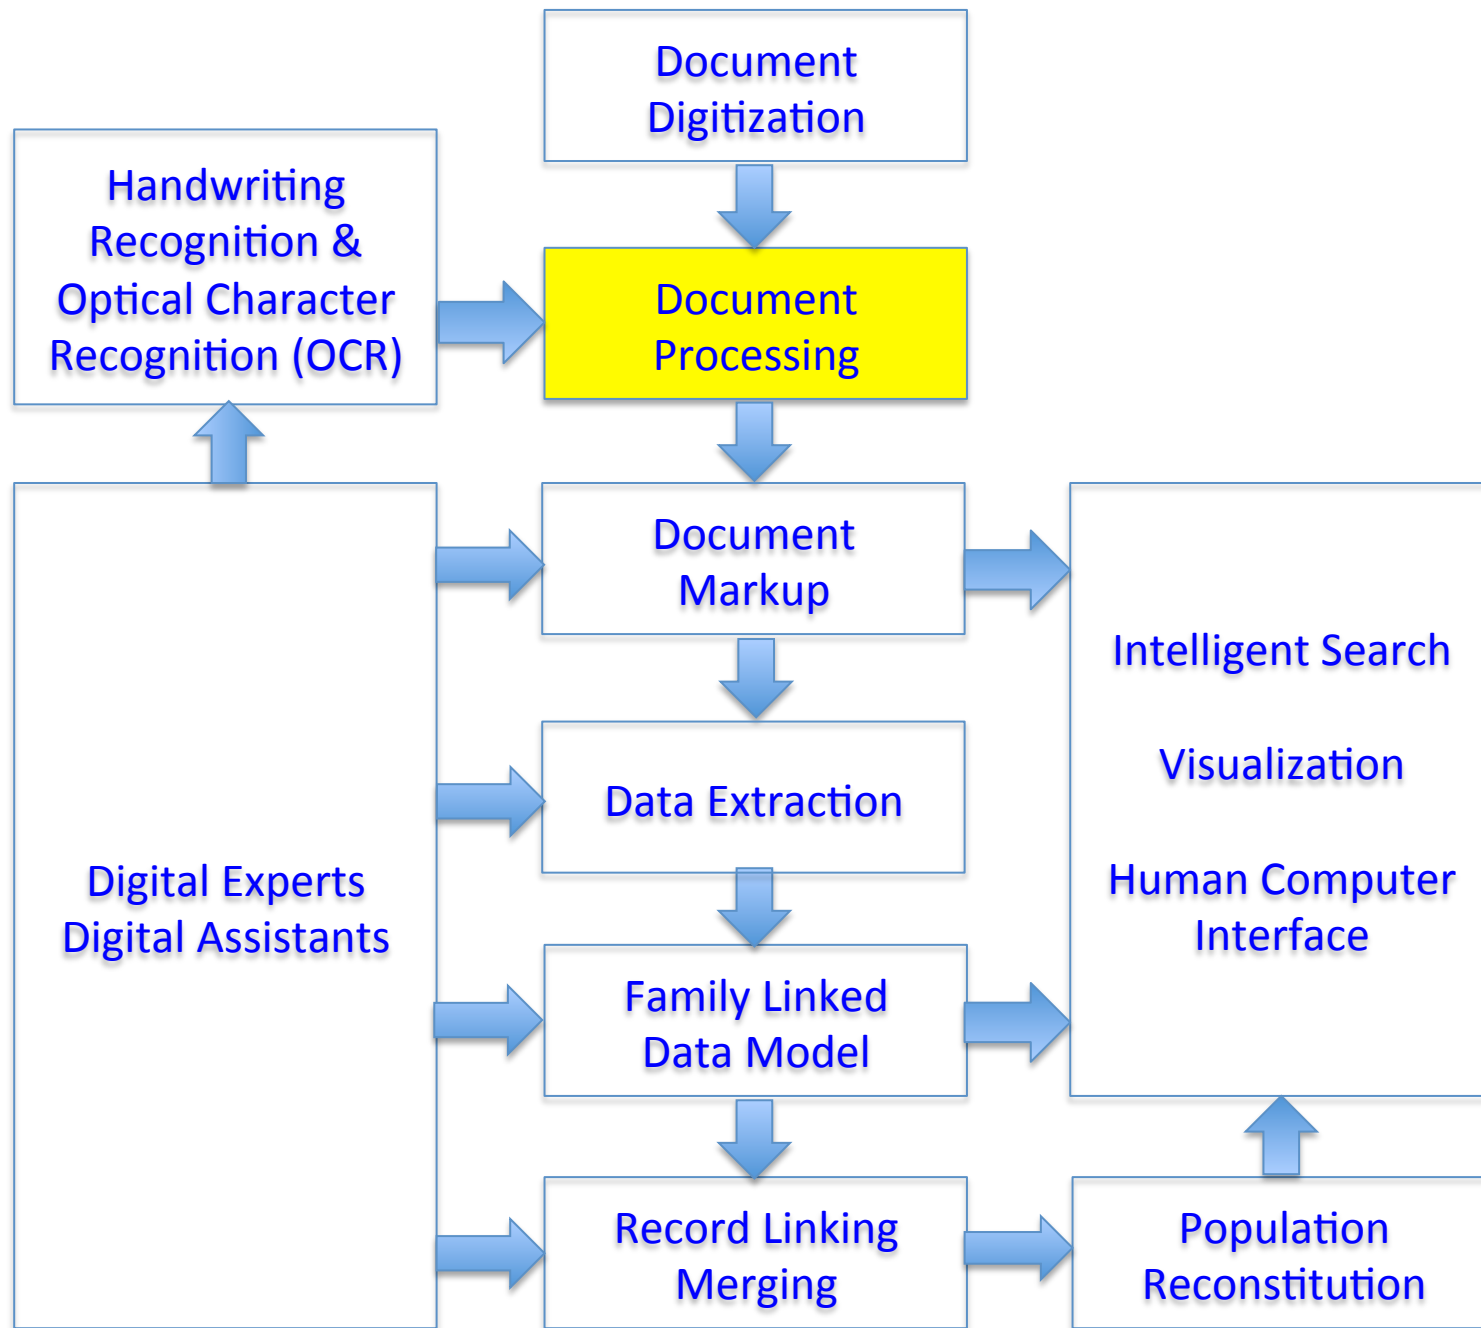 Document
Digitization
Handwriting
Recognition &
Optical Character
Recognition (OCR)
Document
Processing
Document
Markup
Intelligent Search
Visualization
Human Computer
Interface
Data Extraction
Digital Experts
Digital Assistants
Family Linked
Data Model
Record Linking
Merging
Population
Reconstitution